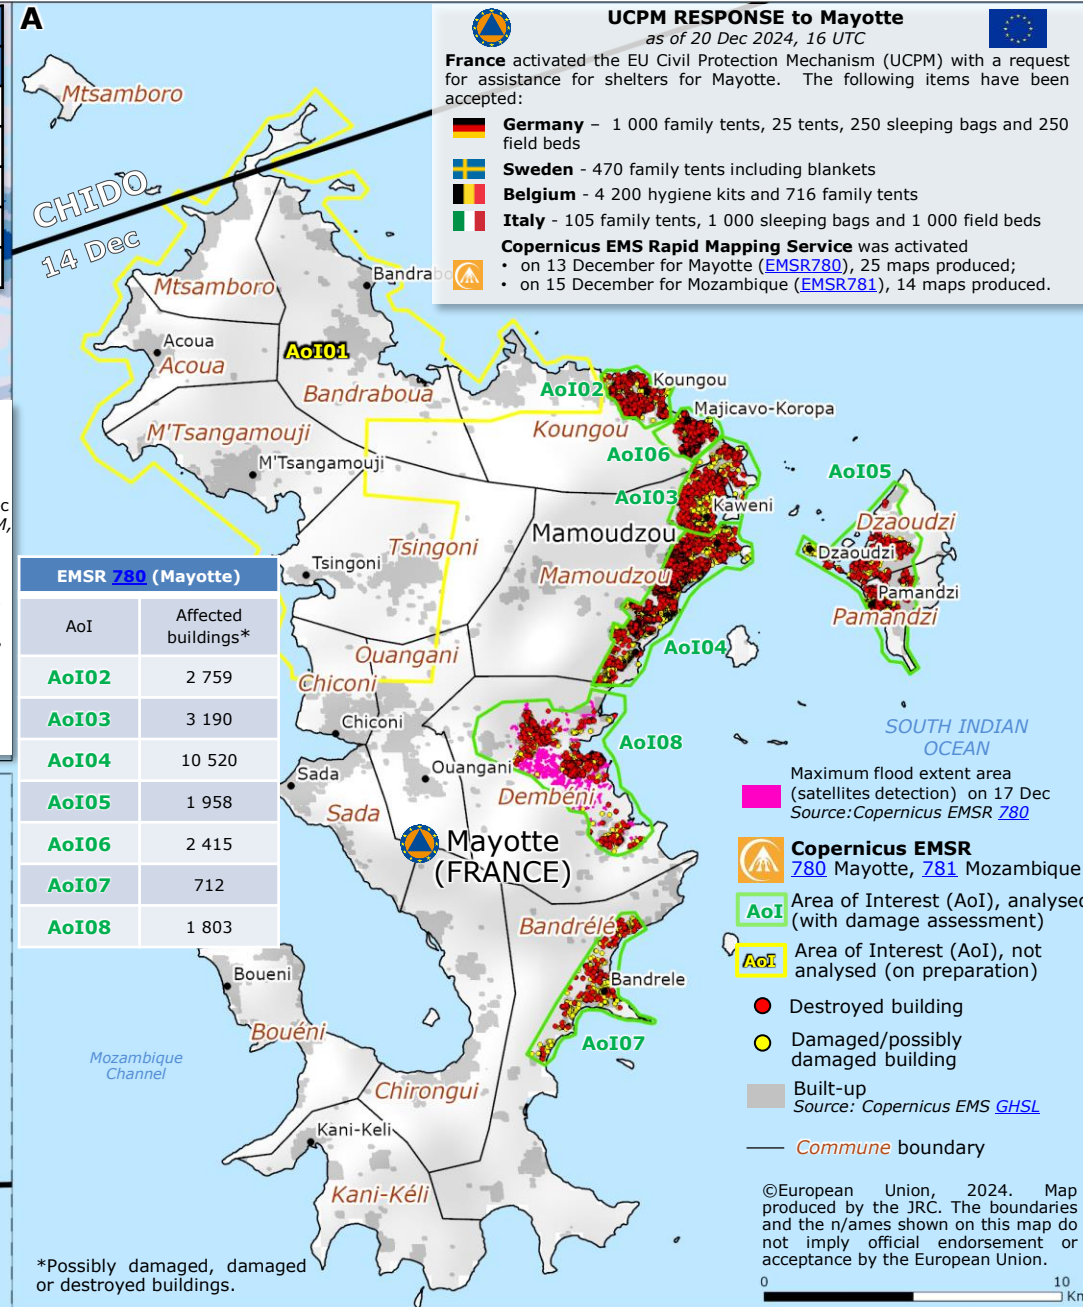 A
UCPM RESPONSE to Mayotte
as of 20 Dec 2024, 16 UTC
France activated the EU Civil Protection Mechanism (UCPM) with a request
for assistance for shelters for Mayotte. The following items have been
accepted:
Germany – 1 000 family tents, 25 tents, 250 sleeping bags and 250
field beds
Sweden - 470 family tents including blankets
Belgium - 4 200 hygiene kits and 716 family tents
Italy - 105 family tents, 1 000 sleeping bags and 1 000 field beds
Copernicus EMS Rapid Mapping Service was activated
• on 13 December for Mayotte (EMSR780), 25 maps produced;
• on 15 December for Mozambique (EMSR781), 14 maps produced.
Mtsamboro
CHIDO
14 Dec
Mtsamboro
Bandrabo
Acoua
Acoua
AoI01
Bandraboua
AoI02
Koungou
Majicavo-Koropa
Koungou
M'Tsangamouji
M'Tsangamouji
AoI06
AoI05
AoI03
Kaweni
c
M,
Mamoudzou
Dzaoudzi
Dzaoudzi
Tsingoni
Tsingoni
Mamoudzou
Pamandzi
Pamandzi
AoI04
Ouangani
Chiconi
Chiconi
AoI08
Ouangani
Sada
Sada
Dembéni
Mayotte
(FRANCE)
Bandrélé
Bandrele
AoI07
Boueni
Bouéni
Mozambique
Channel
Chirongui
Kani-Keli
Kani-Kéli
SOUTH INDIAN
OCEAN
EMSR 780 (Mayotte)
AoI Affected buildings*
AoI02 2 759
AoI03 3 190
AoI04 10 520
AoI05 1 958
AoI06 2 415
AoI07 712
AoI08 1 803
Maximum flood extent area
(satellites detection) on 17 Dec
Source:Copernicus EMSR 780
Copernicus EMSR
780 Mayotte, 781 Mozambique
AoI Area of Interest (AoI), analysed
(with damage assessment)
AoI Area of Interest (AoI), not
analysed (on preparation)
Destroyed building
Damaged/possibly
damaged building
Built-up
Source: Copernicus EMS GHSL
Commune boundary
©European Union, 2024. Map
produced by the JRC. The boundaries
and the n/ames shown on this map do
not imply official endorsement or
acceptance by the European Union.
0 10
Km
*Possibly damaged, damaged
or destroyed buildings.